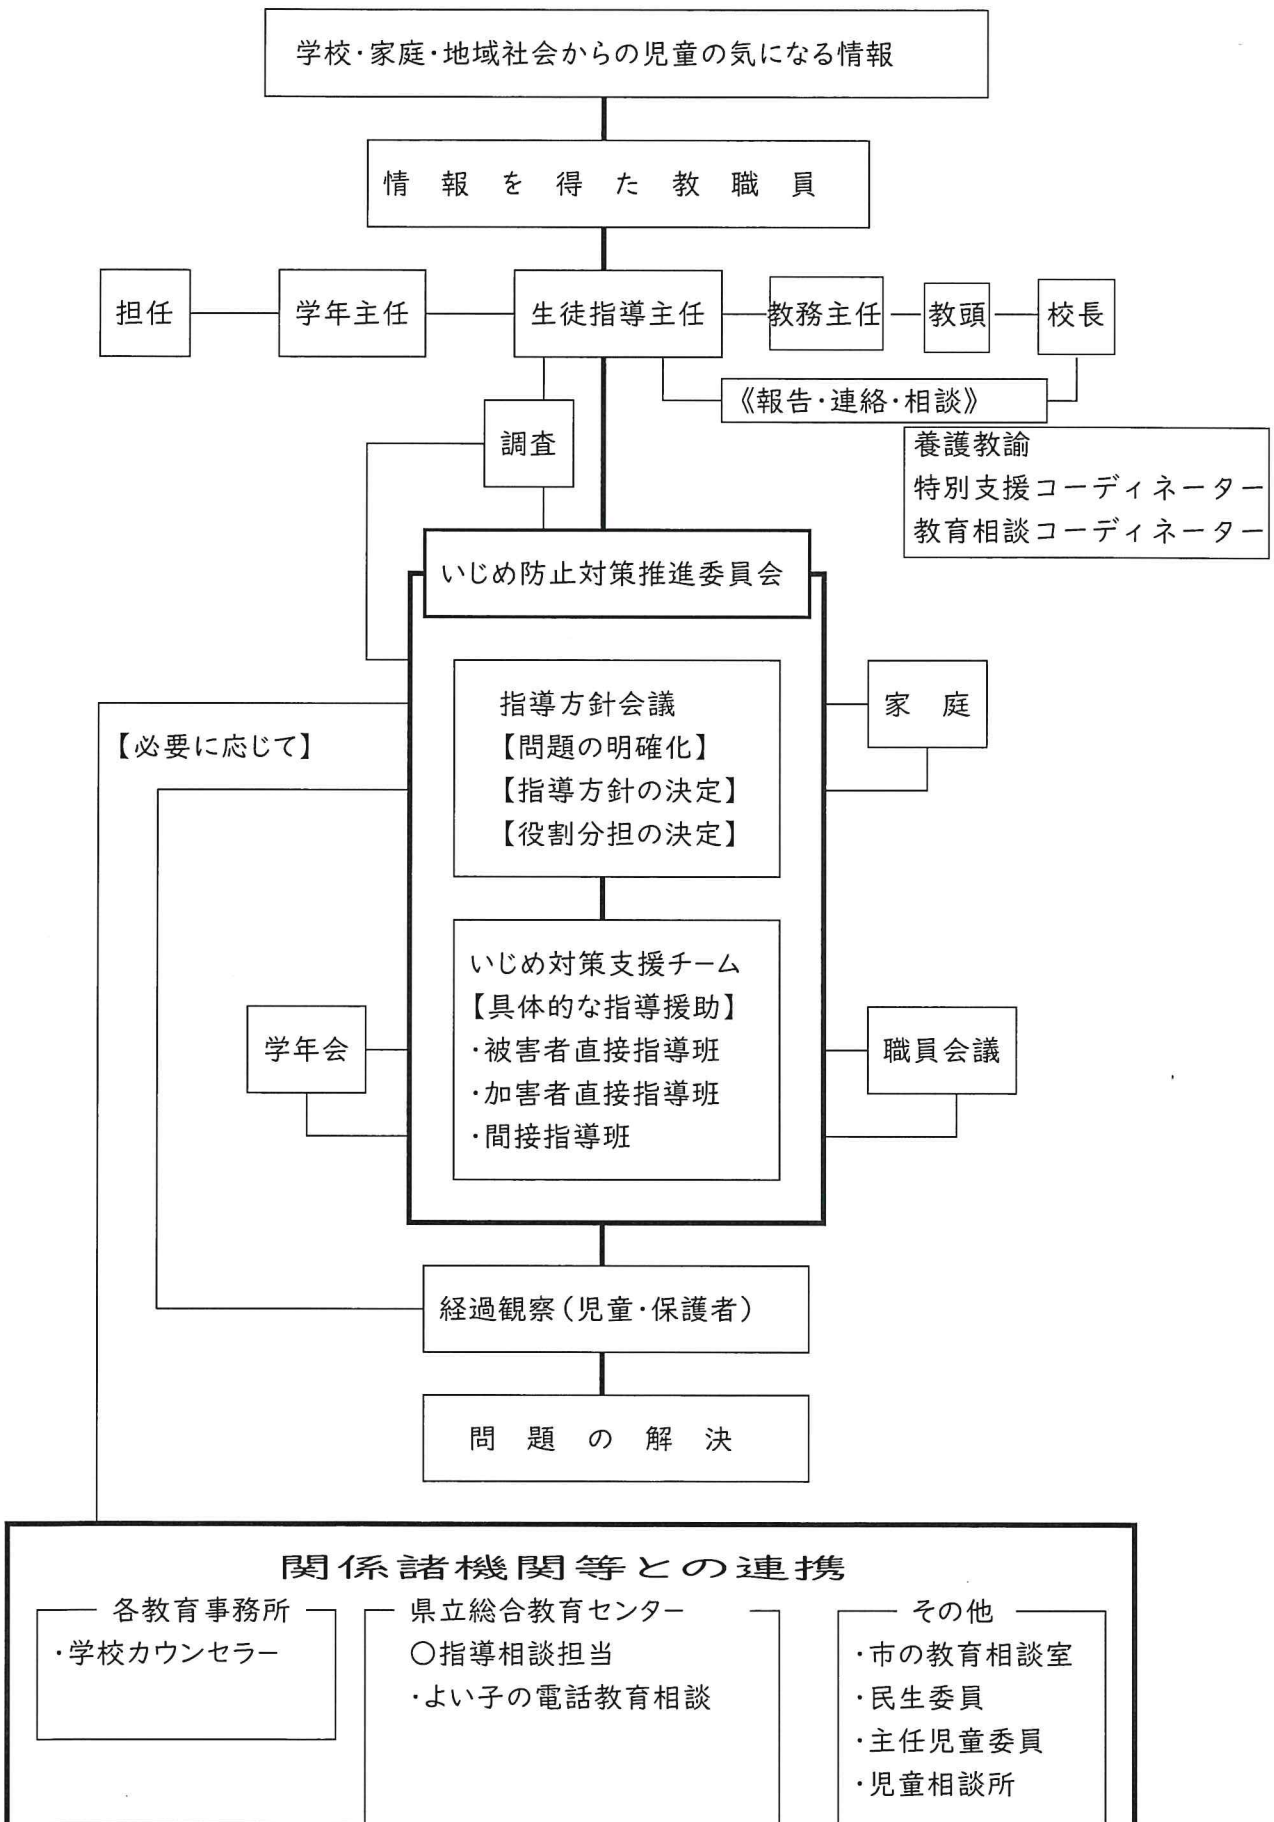 学校・家庭・地域社会からの児童の気になる情報
情報を得た教職員
担任
学年主任
生徒指導主任
教務主任
教頭
校長
《報告・連絡・相談》
調査
養護教諭
特別支援コーディネーター
教育相談コーディネーター
いじめ防止対策推進委員会
指導方針会議
【問題の明確化】
【指導方針の決定】
【役割分担の決定】
家庭
【必要に応じて】
いじめ対策支援チーム
【具体的な指導援助】
・被害者直接指導班
・加害者直接指導班
・間接指導班
学年会
職員会議
経過観察(児童・保護者)
問題の解決
関係諸機関等との連携
各教育事務所
・学校カウンセラー
県立総合教育センター
○指導相談担当
・よい子の電話教育相談
その他
・市の教育相談室
・民生委員
・主任児童委員
・児童相談所